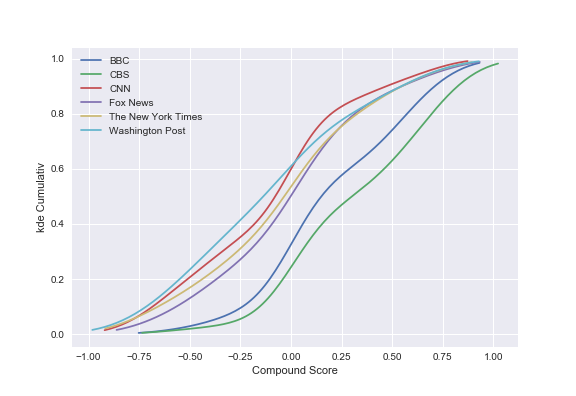 1.0
0.8
0.6
0.4
0.2
0.0
kde Cumulativ
BBC
CBS
CNN
Fox News
The New York Times
Washington Post
−1.00 −0.75 −0.50 −0.25 0.00 0.25 0.50 0.75 1.00
Compound Score